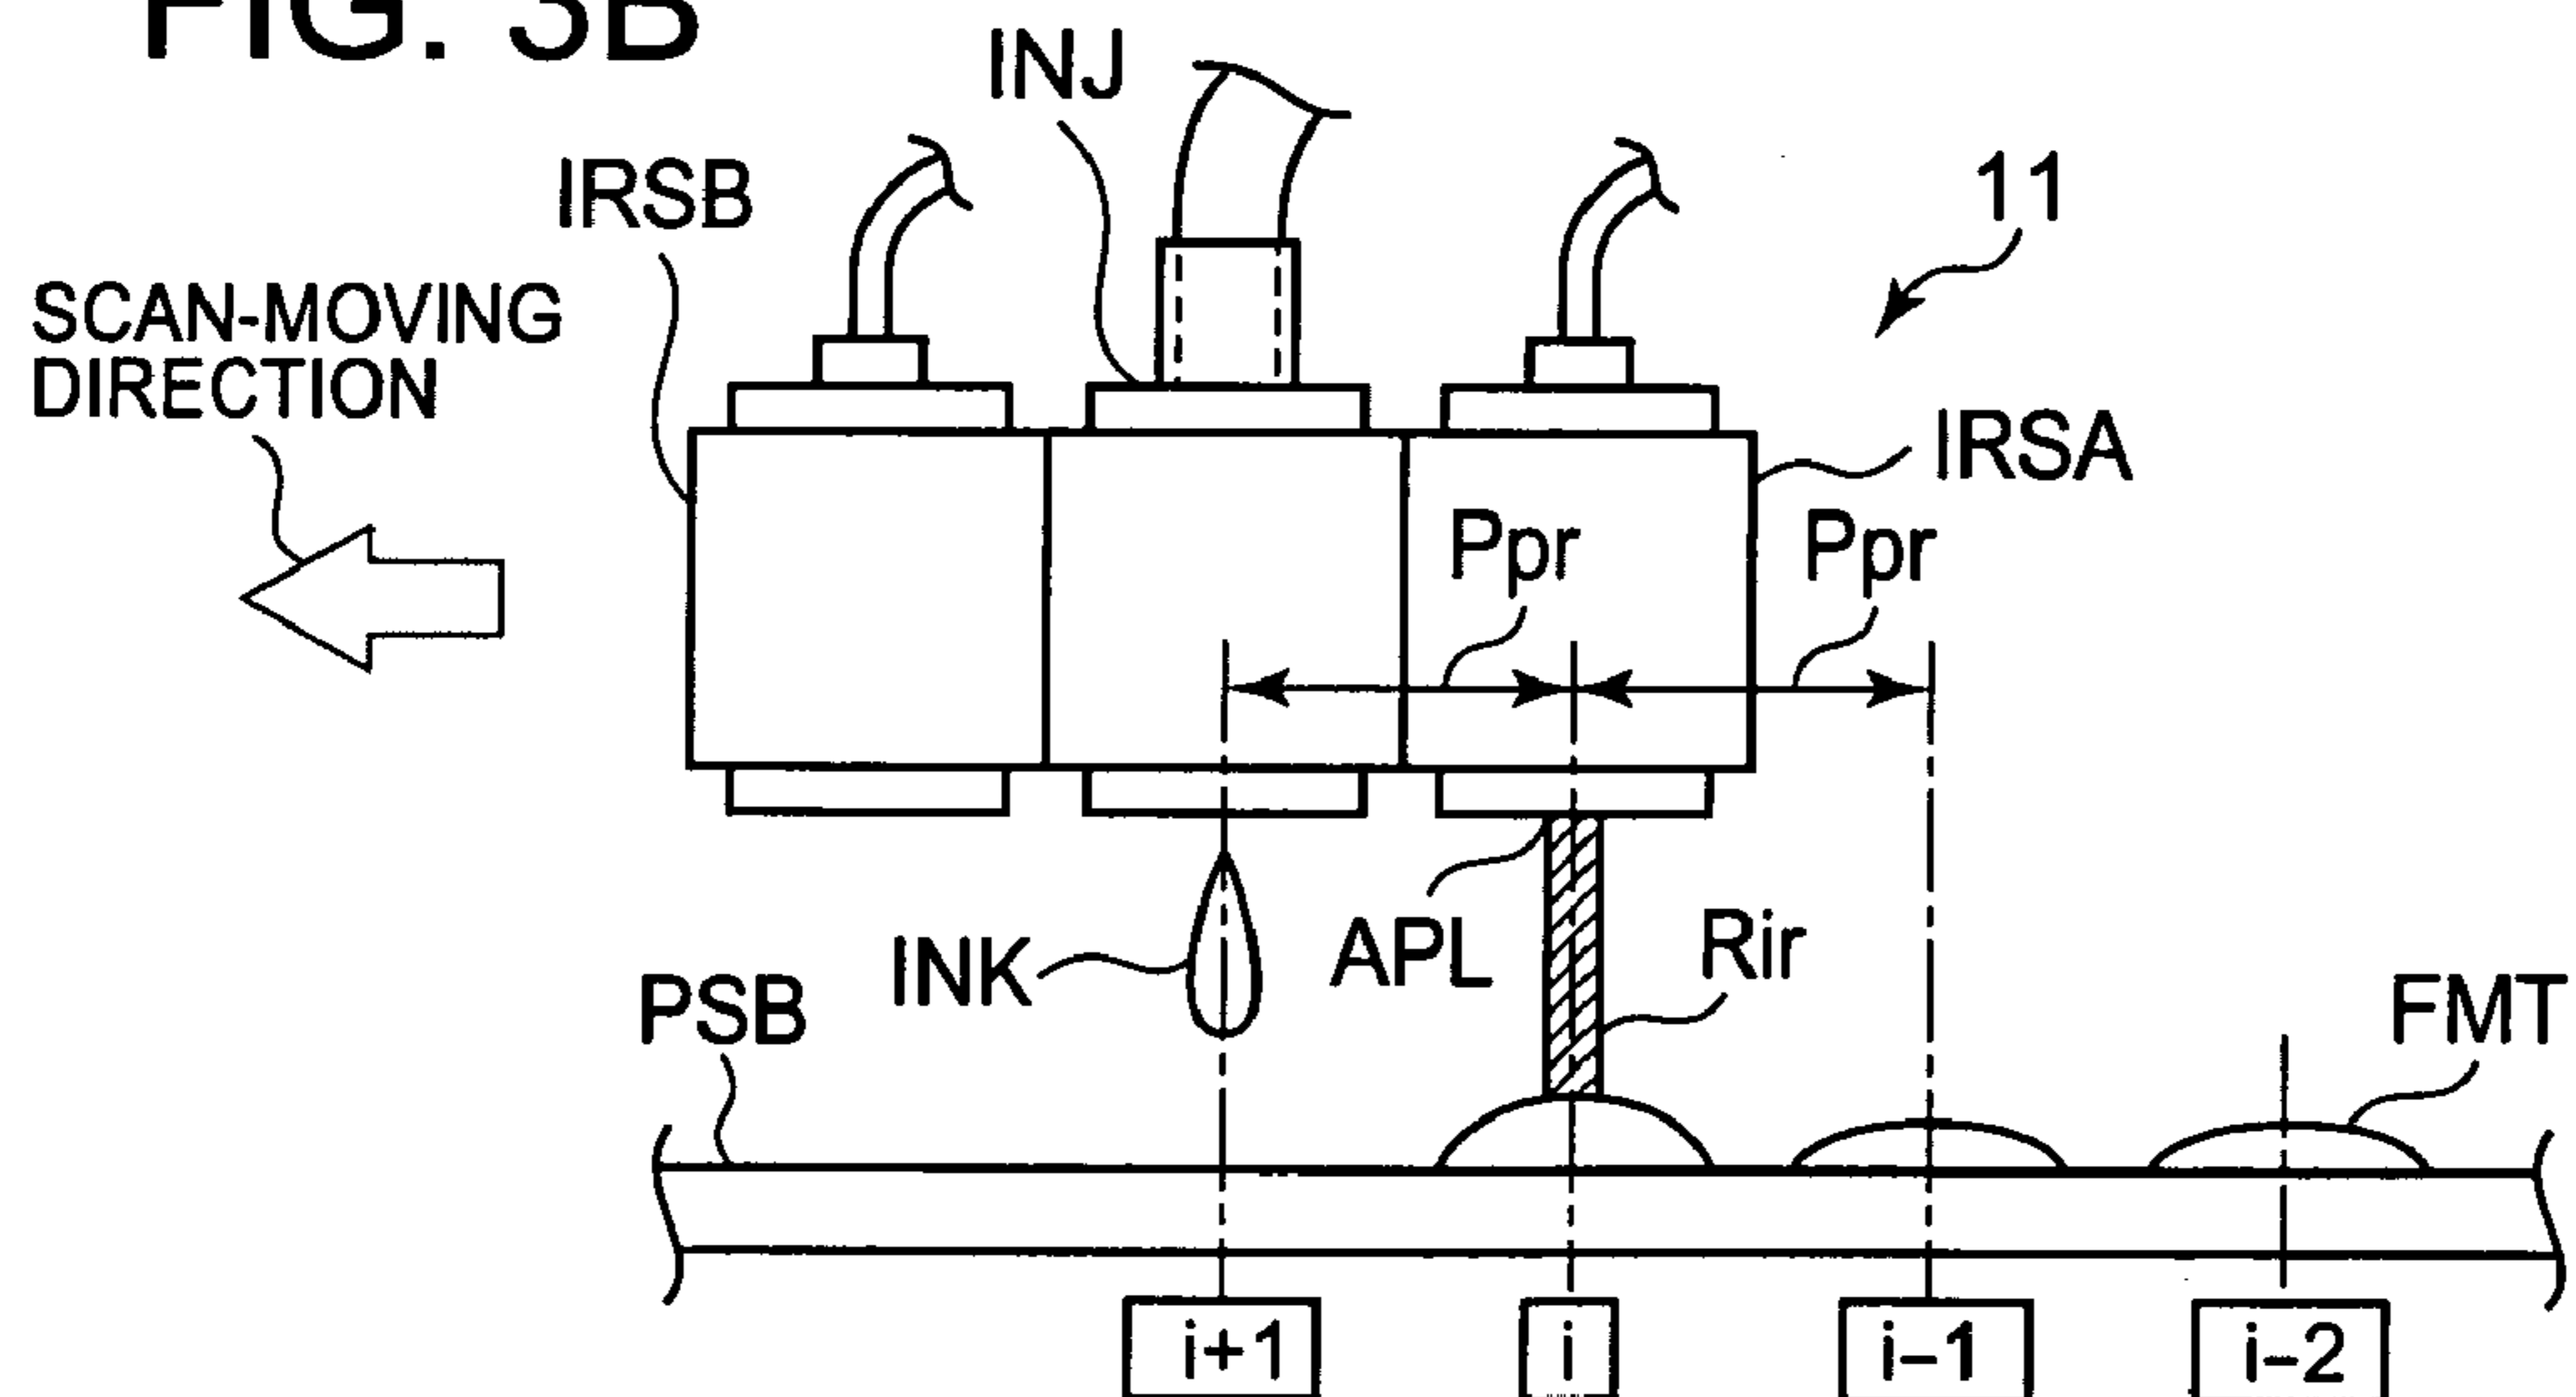 FIG. 3B
INJ
IRSB
11
SCAN-MOVING
DIRECTION
IRSA
Ppr
Ppr
INK
APL
Rir
PSB
FMT
i+1
i
i-1
i-2